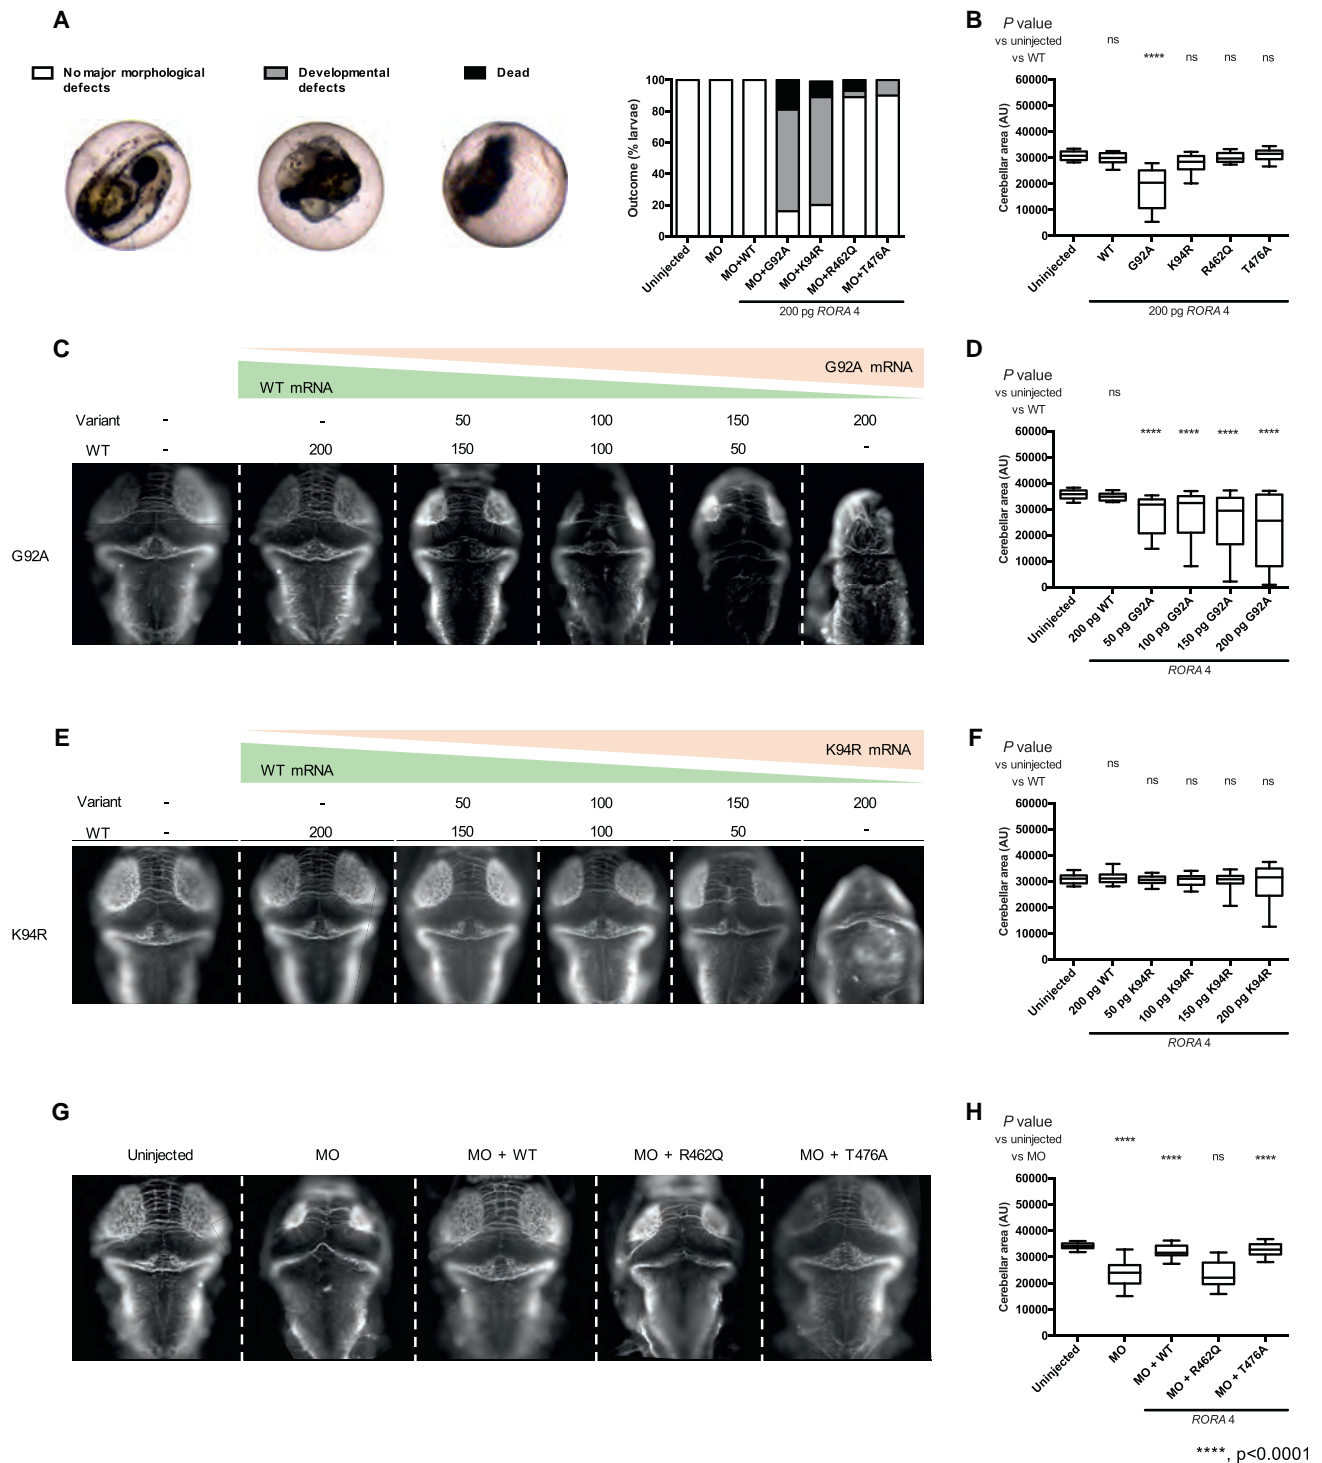 A
No major morphological
defects
Developmental
defects
Dead
Outcome (% larvae)
100
80
60
40
20
0
Uninjected
MO
MO+WT
MO+G92A
MO+K94R
MO+R462Q
MO+T476A
200 pg RORA 4
B
P value
vs uninjected
ns
vs WT
**** ns ns ns
Cerebellar area (AU)
60000
50000
40000
30000
20000
10000
0
Uninjected
WT
G92A
K94R
R462Q
T476A
200 pg RORA 4
C
G92A mRNA
WT mRNA
Variant - - 50 100 150 200
WT - 200 150 100 50 -
G92A
D
P value
vs uninjected
ns
vs WT
**** **** **** ****
Cerebellar area (AU)
60000
50000
40000
30000
20000
10000
0
Uninjected
200 pg WT
50 pg G92A
100 pg G92A
150 pg G92A
200 pg G92A
RORA 4
E
K94R mRNA
WT mRNA
Variant - - 50 100 150 200
WT - 200 150 100 50 -
K94R
F
P value
vs uninjected
ns
vs WT
ns ns ns ns
Cerebellar area (AU)
60000
50000
40000
30000
20000
10000
0
Uninjected
200 pg WT
50 pg K94R
100 pg K94R
150 pg K94R
200 pg K94R
RORA 4
G
Uninjected MO MO + WT MO + R462Q MO + T476A
H
P value
vs uninjected
****
vs MO
**** ns ****
Cerebellar area (AU)
60000
50000
40000
30000
20000
10000
0
Uninjected
MO
MO + WT
MO + R462Q
MO + T476A
RORA 4
****, p<0.0001